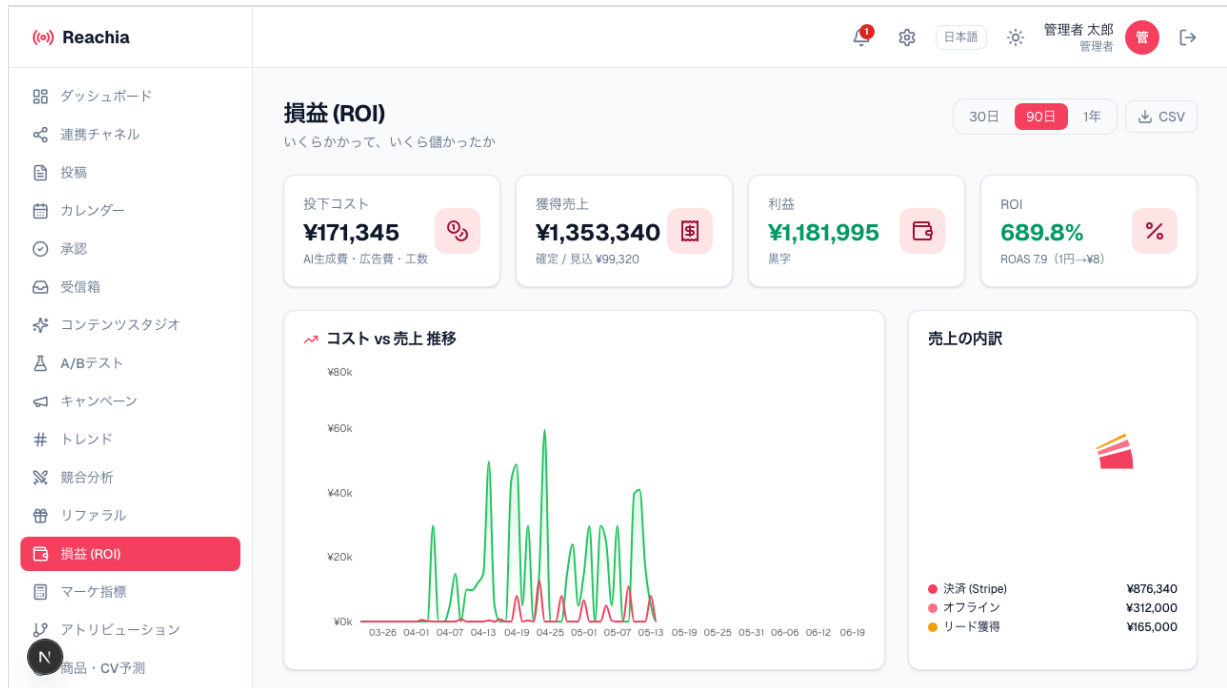 Reachia
1
日本語
管理者 太郎
管理者
管
ダッシュボード
連携チャネル
投稿
カレンダー
承認
受信箱
コンテンツスタジオ
A/Bテスト
キャンペーン
トレンド
競合分析
リファラル
損益 (ROI)
マーケ指標
アトリビューション
商品・CV予測
N
損益 (ROI)
いくらかかって、いくら儲かったか
30日 90日 1年 CSV
投下コスト
¥171,345
AI生成費・広告費・工数
獲得売上
¥1,353,340
確定 / 見込 ¥99,320
利益
¥1,181,995
黒字
ROI
689.8%
ROAS 7.9（1円→¥8）
コスト vs 売上 推移
¥80k
¥60k
¥40k
¥20k
¥0k
03-26 04-01 04-07 04-13 04-19 04-25 05-01 05-07 05-13 05-19 05-25 05-31 06-06 06-12 06-19
売上の内訳
決済 (Stripe) ¥876,340
オフライン ¥312,000
リード獲得 ¥165,000